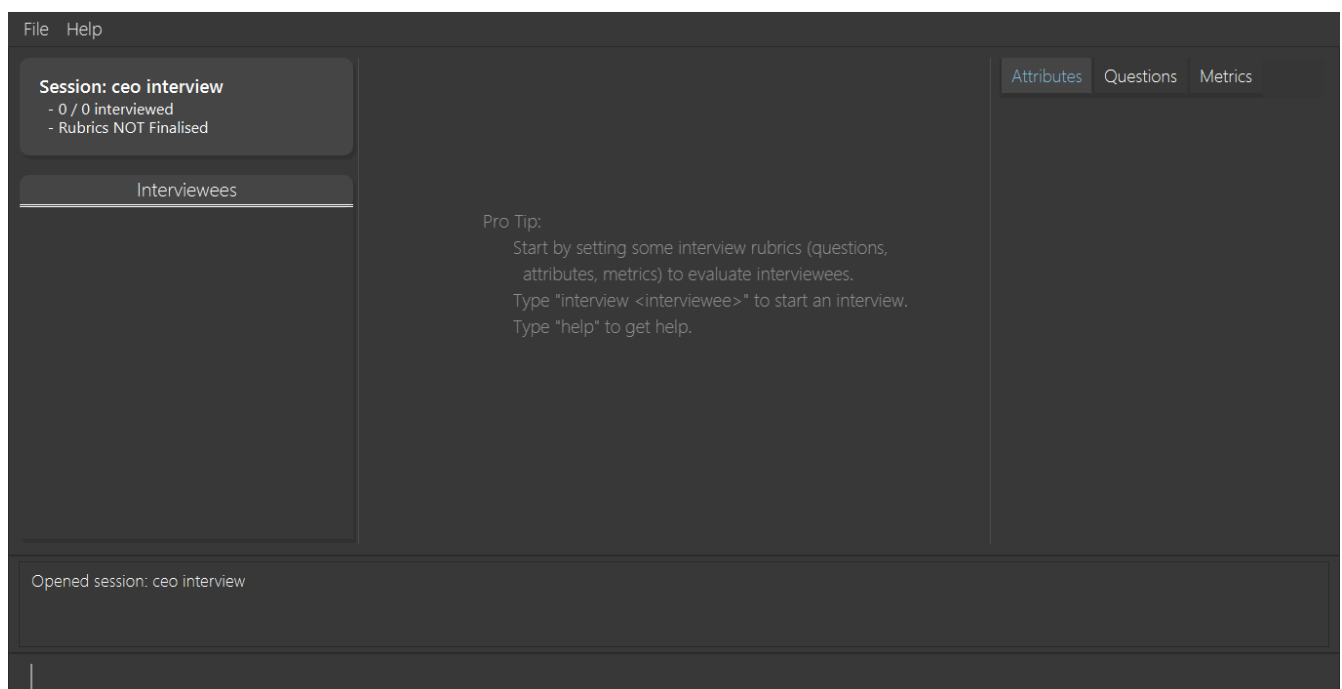 File Help
Session: ceo interview
- 0 / 0 interviewed
- Rubrics NOT Finalised
Interviewees
Pro Tip:
Start by setting some interview rubrics (questions,
attributes, metrics) to evaluate interviewees.
Type "interview <interviewee>" to start an interview.
Type "help" to get help.
Attributes Questions Metrics
Opened session: ceo interview